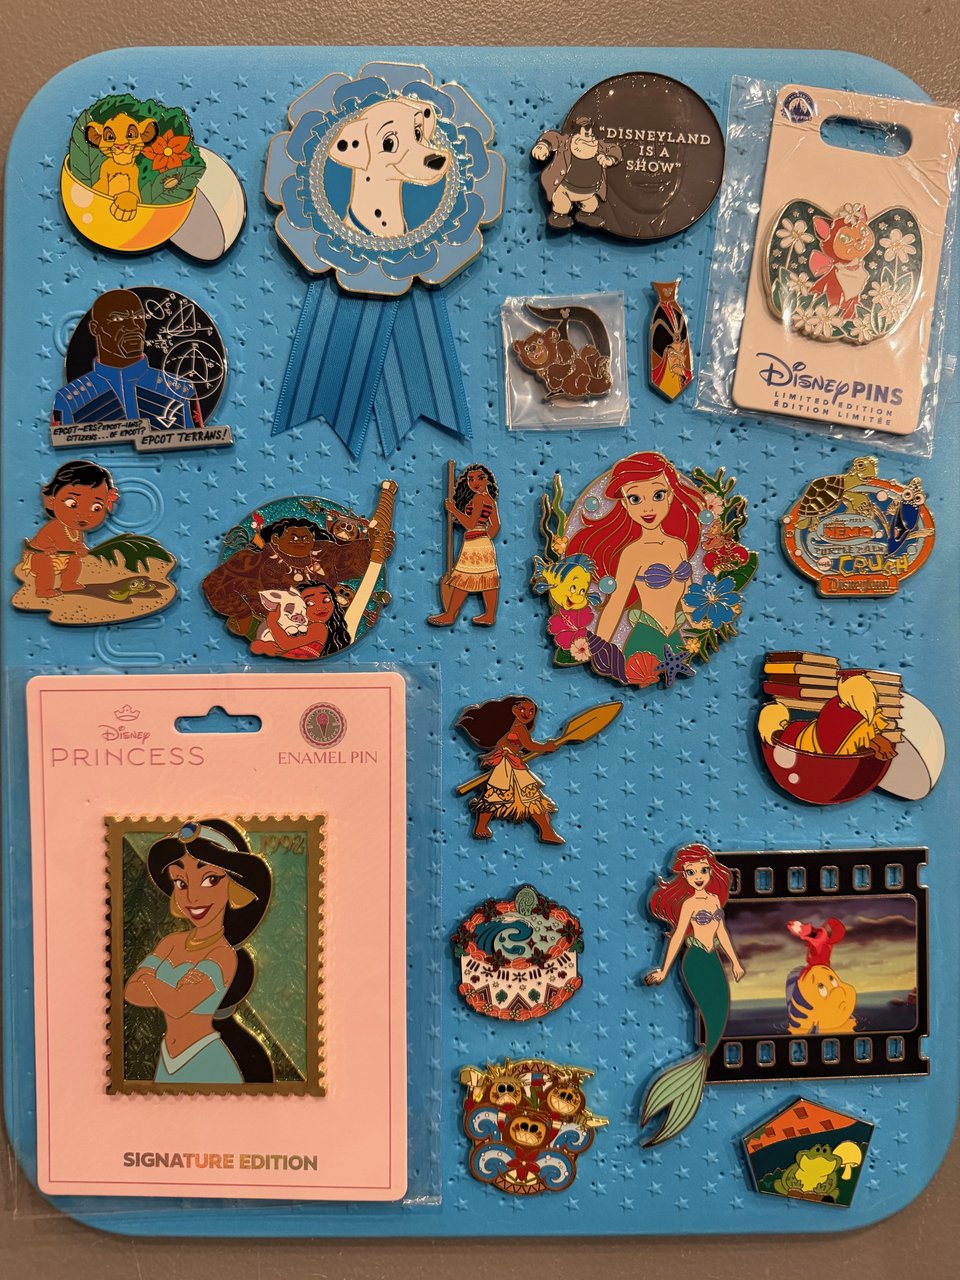 "DISNEYLAND
IS A
SHOW"
Disney PINS
LIMITED EDITION
ÉDITION LIMITÉE
EPCOT-ERS? EPCOT-IANS?
CITIZENS...OF EPCOT?
EPCOT TERRANS!
NEMO
TURTLE TALK
WITH
CRUSH
Disneyland
Disney
PRINCESS
ENAMEL PIN
1992
SIGNATURE EDITION